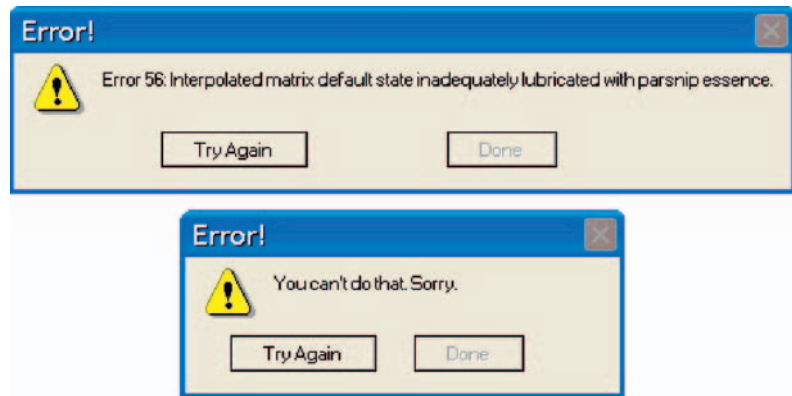 Error!
Error 56: Interpolated matrix default state inadequately lubricated with parsnip essence.
Try Again Done
Error!
You can't do that. Sorry.
Try Again Done